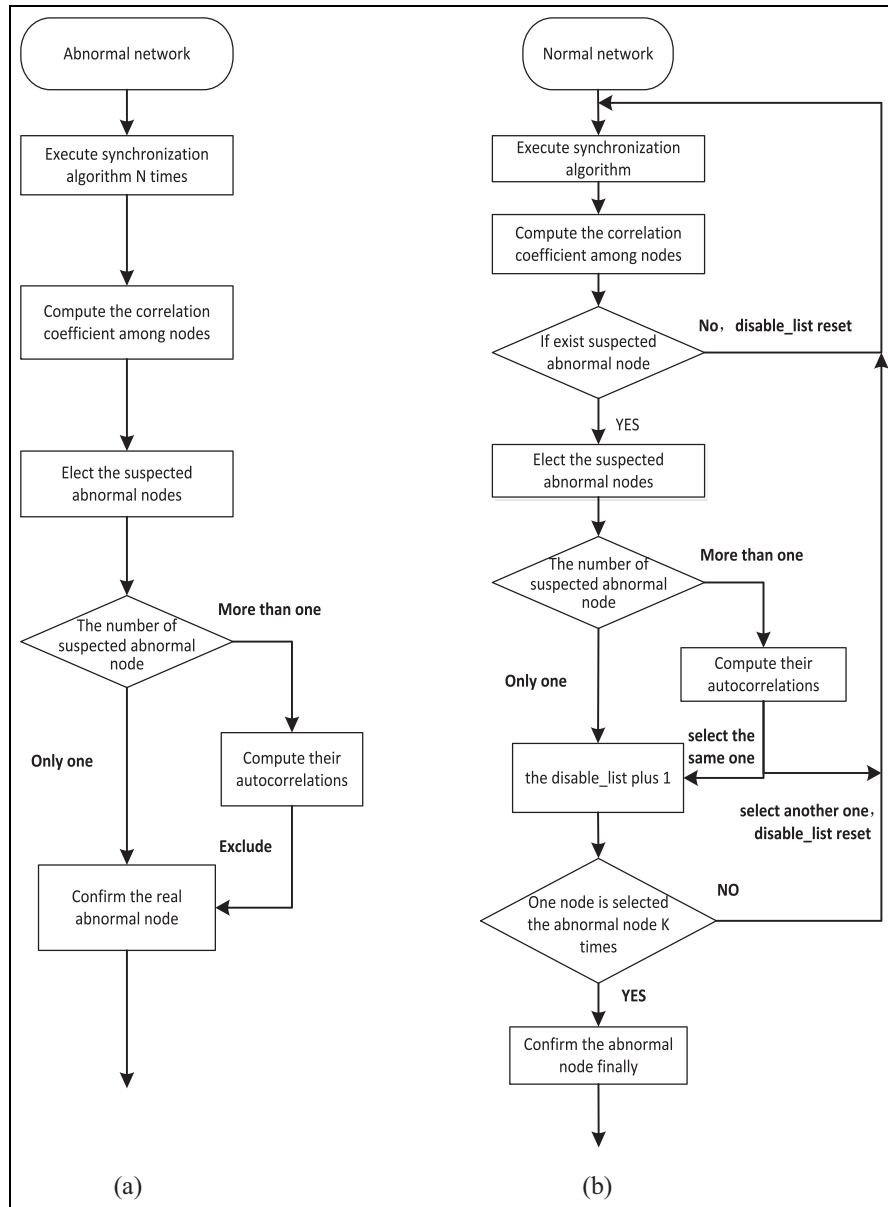 Abnormal network
Execute synchronization
algorithm N times
Compute the correlation
coefficient among nodes
Elect the suspected
abnormal nodes
The number of
suspected abnormal
node
More than one
Only one
Compute their
autocorrelations
Exclude
Confirm the real
abnormal node
(a)
Normal network
Execute synchronization
algorithm
Compute the correlation
coefficient among nodes
If exist suspected
abnormal node
No，disable_list reset
YES
Elect the suspected
abnormal nodes
The number of
suspected abnormal
node
More than one
Only one
Compute their
autocorrelations
select the
same one
the disable_list plus 1
select another one，
disable_list reset
One node is selected
the abnormal node K
times
NO
YES
Confirm the abnormal
node finally
(b)